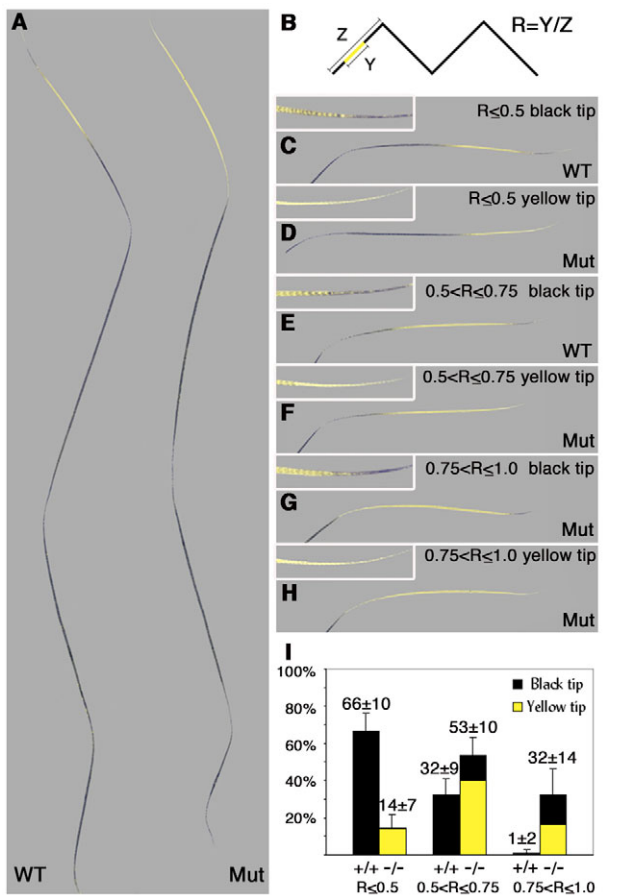 A
WT
Mut
B
Z
Y
R=Y/Z
R≤0.5 black tip
C
WT
R≤0.5 yellow tip
D
Mut
0.5<R≤0.75 black tip
E
WT
0.5<R≤0.75 yellow tip
F
Mut
0.75<R≤1.0 black tip
G
Mut
0.75<R≤1.0 yellow tip
H
Mut
I
100%
80%
60%
40%
20%
Black tip
Yellow tip
66±10
14±7
32±9
53±10
1±2
32±14
+/+ -/- +/+ -/- +/+ -/-
R≤0.5 0.5<R≤0.75 0.75<R≤1.0